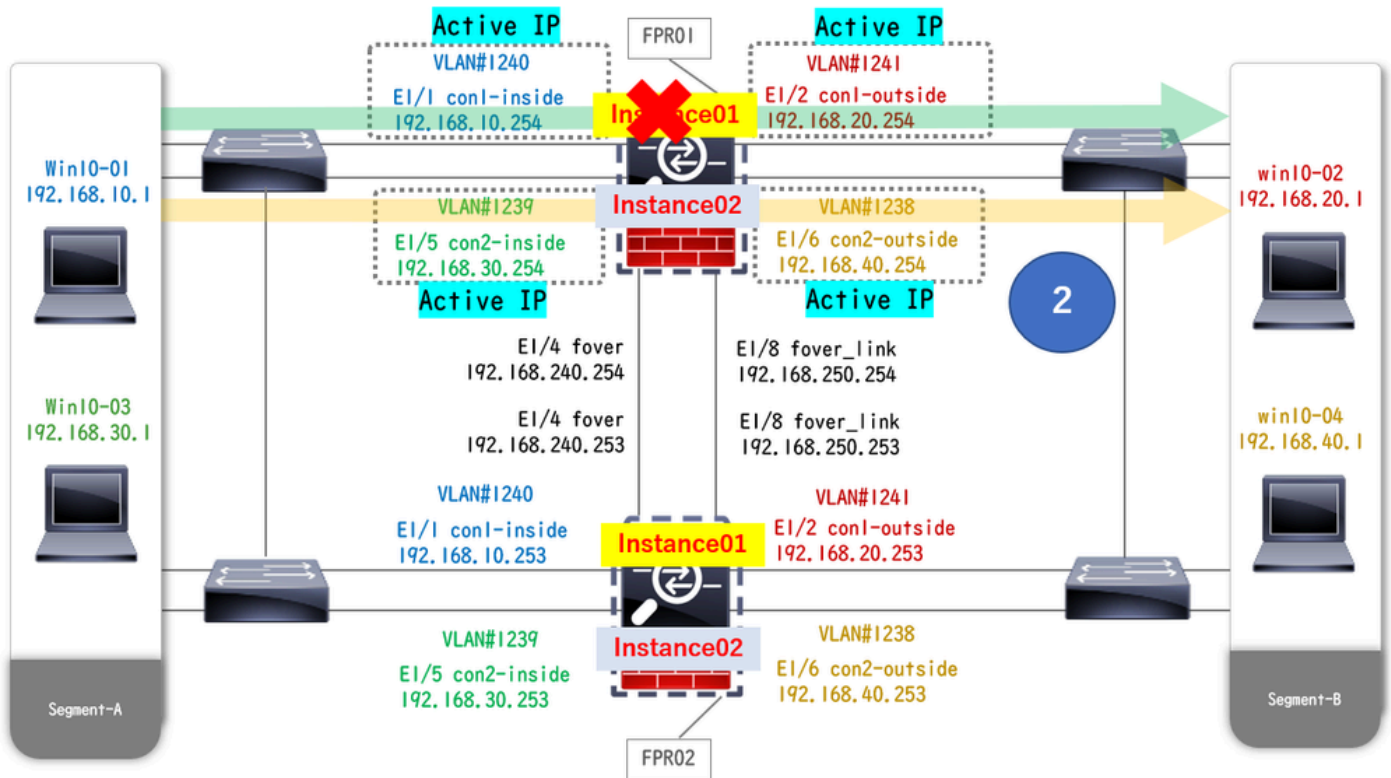 Active IP
FPR01
Active IP
VLAN#1240
VLAN#1241
E1/1 con1-inside
192.168.10.254
E1/2 con1-outside
192.168.20.254
Win10-01
192.168.10.1
win10-02
192.168.20.1
VLAN#1239
Instance02
VLAN#1238
E1/5 con2-inside
192.168.30.254
E1/6 con2-outside
192.168.40.254
Active IP
Active IP
2
E1/4 fover
192.168.240.254
E1/8 fover_link
192.168.250.254
Win10-03
192.168.30.1
E1/4 fover
192.168.240.253
E1/8 fover_link
192.168.250.253
win10-04
192.168.40.1
VLAN#1240
VLAN#1241
E1/1 con1-inside
192.168.10.253
Instance01
E1/2 con1-outside
192.168.20.253
VLAN#1239
Instance02
VLAN#1238
E1/5 con2-inside
192.168.30.253
E1/6 con2-outside
192.168.40.253
Segment-A
Segment-B
FPR02